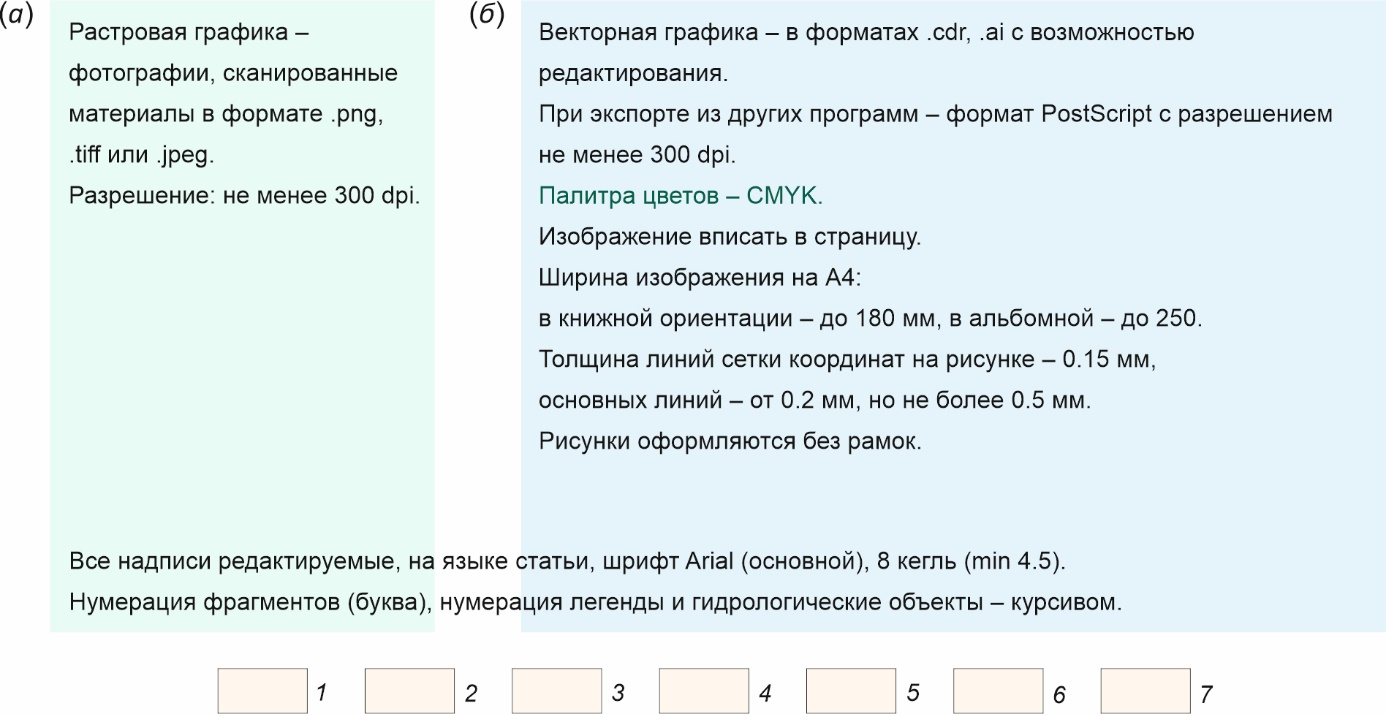 (а)
Растровая графика –
фотографии, сканированные
материалы в формате .png,
.tiff или .jpeg.
Разрешение: не менее 300 dpi.
(б)
Векторная графика – в форматах .cdr, .ai с возможностью
редактирования.
При экспорте из других программ – формат PostScript с разрешением
не менее 300 dpi.
Палитра цветов – CMYK.
Изображение вписать в страницу.
Ширина изображения на А4:
в книжной ориентации – до 180 мм, в альбомной – до 250.
Толщина линий сетки координат на рисунке – 0.15 мм,
основных линий – от 0.2 мм, но не более 0.5 мм.
Рисунки оформляются без рамок.
Все надписи редактируемые, на языке статьи, шрифт Arial (основной), 8 кегль (min 4.5).
Нумерация фрагментов (буква), нумерация легенды и гидрологические объекты – курсивом.
1 2 3 4 5 6 7